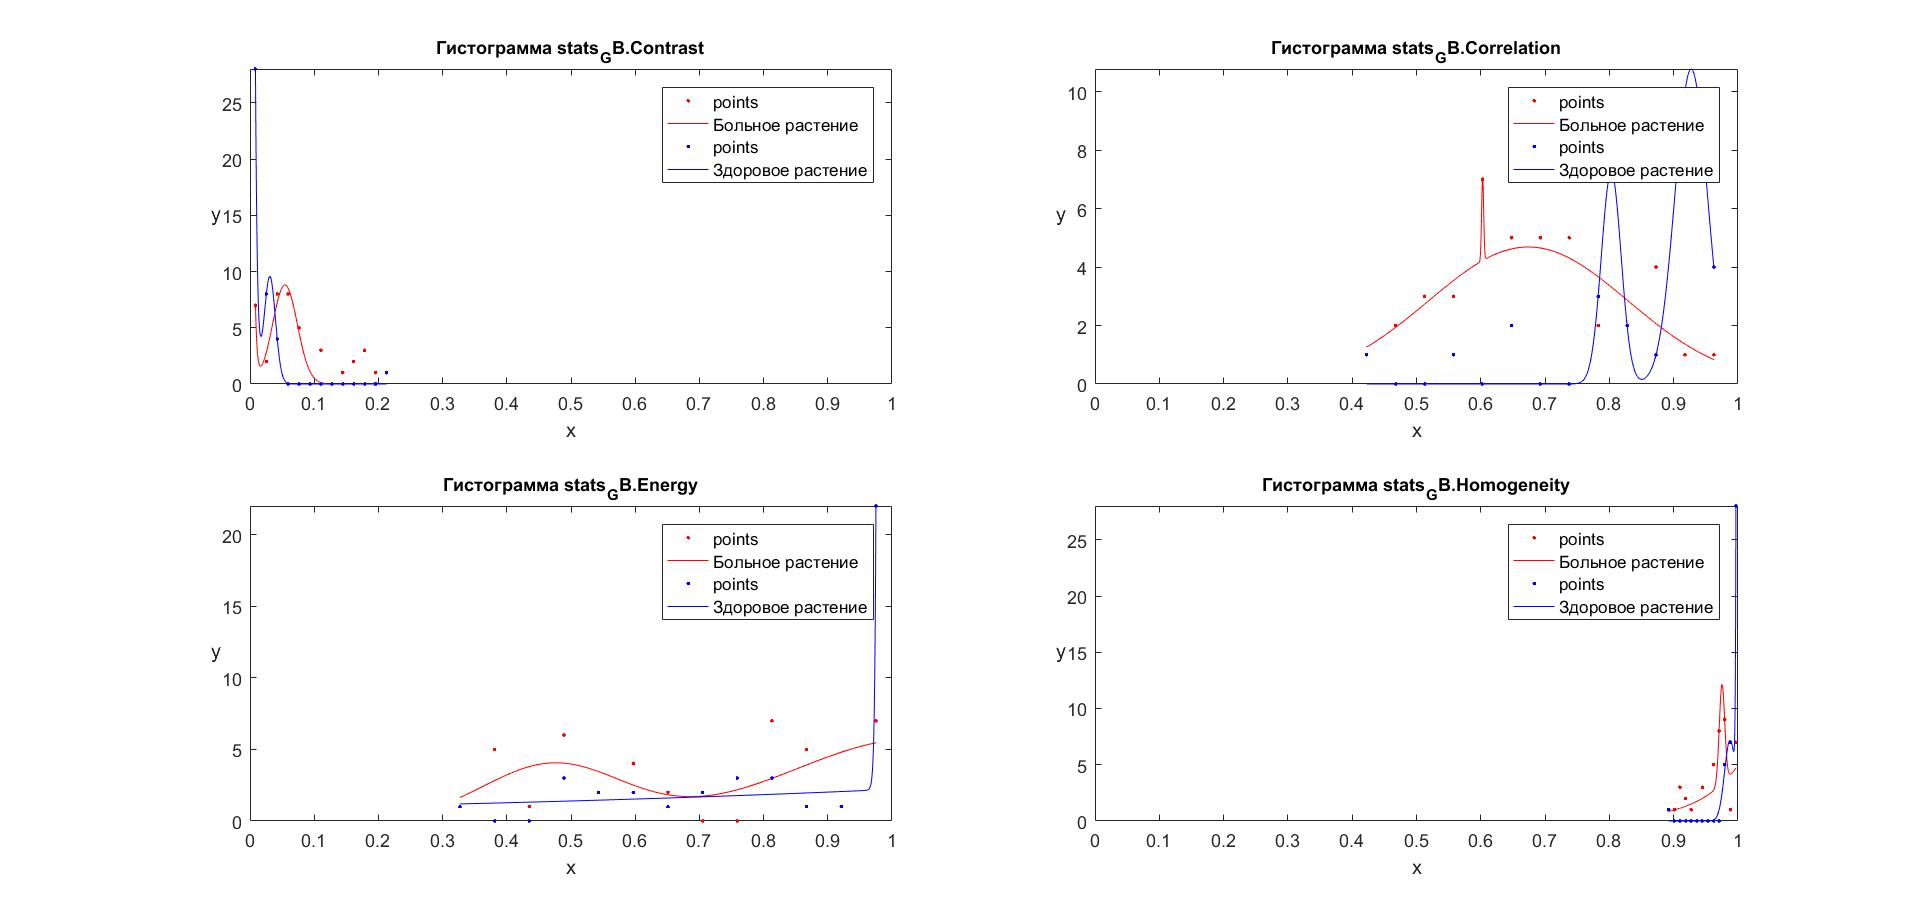 Гистограмма stats_GB.Contrast
25
20
15
10
5
0
y
points
Больное растение
points
Здоровое растение
0 0.1 0.2 0.3 0.4 0.5 0.6 0.7 0.8 0.9 1
x
Гистограмма stats_GB.Correlation
10
8
6
4
2
0
y
points
Больное растение
points
Здоровое растение
0 0.1 0.2 0.3 0.4 0.5 0.6 0.7 0.8 0.9 1
x
Гистограмма stats_GB.Energy
20
15
10
5
0
y
points
Больное растение
points
Здоровое растение
0 0.1 0.2 0.3 0.4 0.5 0.6 0.7 0.8 0.9 1
x
Гистограмма stats_GB.Homogeneity
25
20
15
10
5
0
y
points
Больное растение
points
Здоровое растение
0 0.1 0.2 0.3 0.4 0.5 0.6 0.7 0.8 0.9 1
x